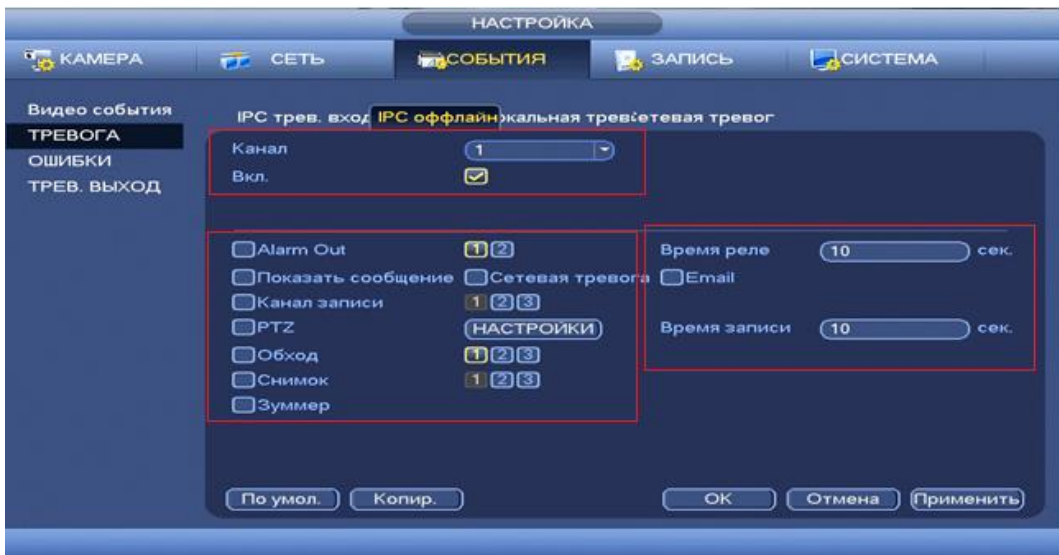 НАСТРОЙКА
КАМЕРА СЕТЬ СОБЫТИЯ ЗАПИСЬ СИСТЕМА
Видео события
ТРЕВОГА
ОШИБКИ
ТРЕВ. ВЫХОД
IPC трев. вход IPC оффлайн окальная трев етевая тревог
Канал 1
Вкл.
Alarm Out 1 2 Время реле 10 сек.
Показать сообщение Сетевая тревога Email
Канал записи 1 2 3
PTZ НАСТРОЙКИ Время записи 10 сек.
Обход 1 2 3
Снимок 1 2 3
Зуммер
По умол. Копир. OK Отмена Применить